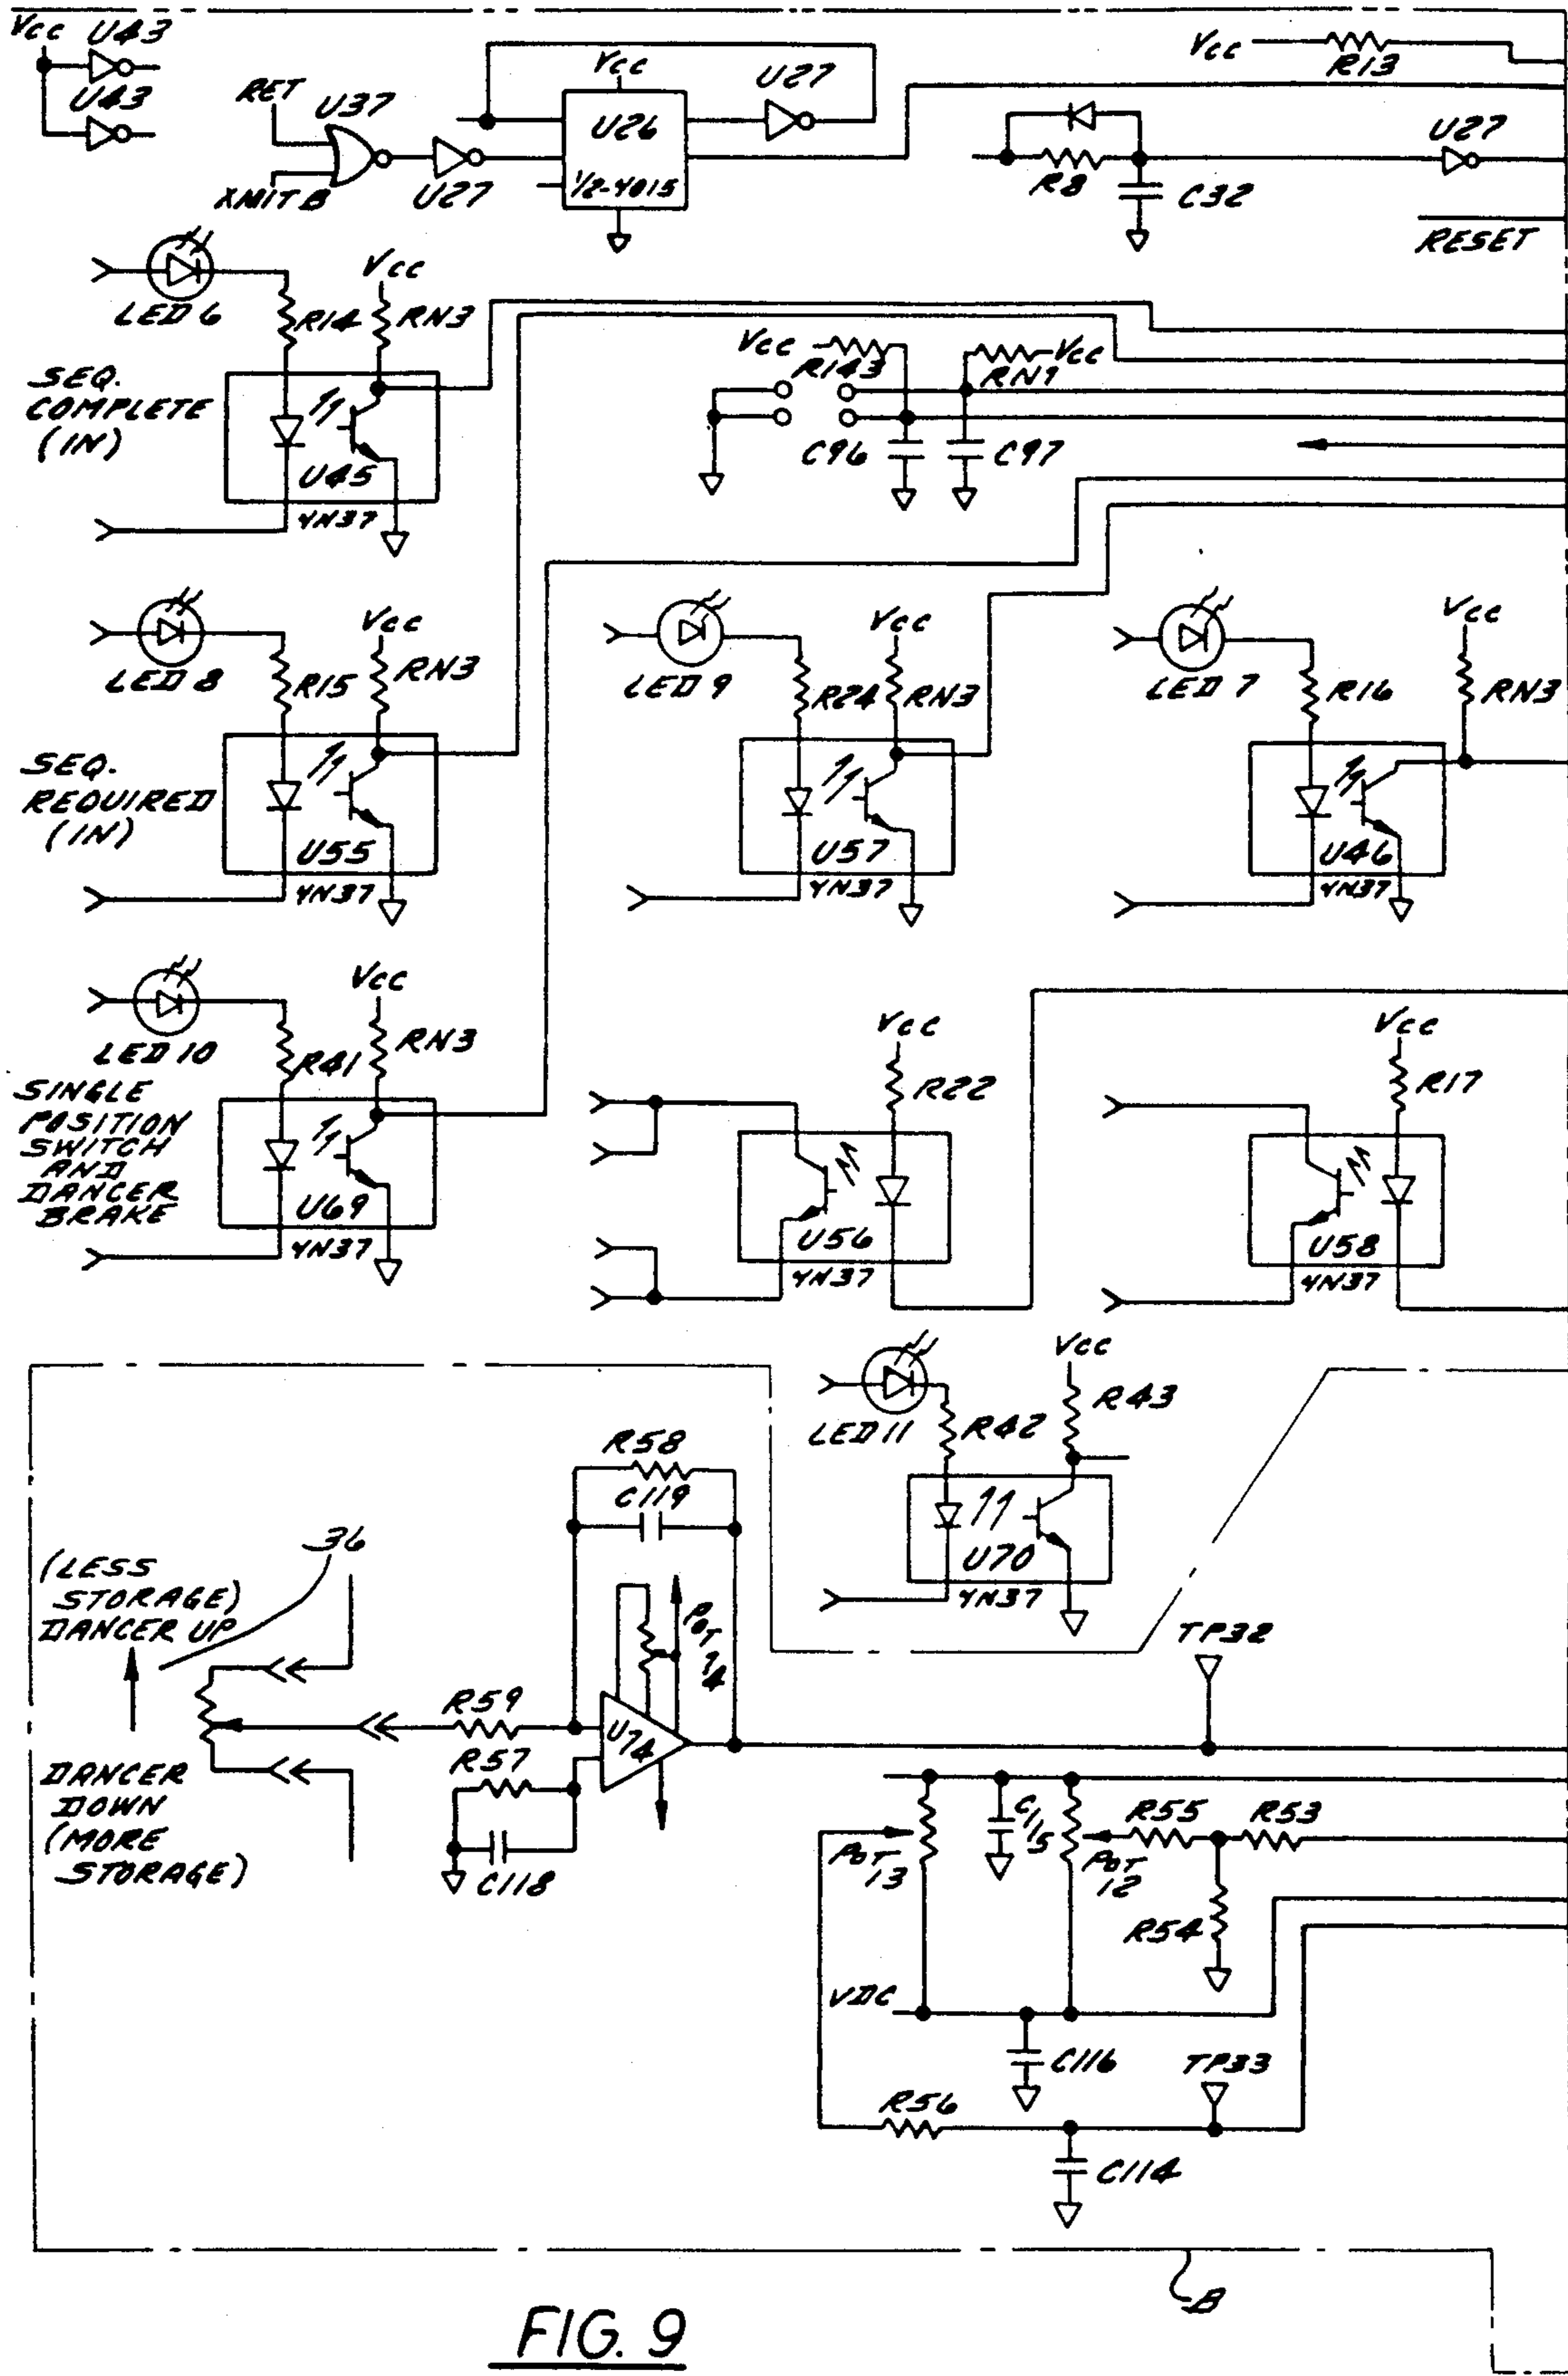 Vcc U43
U43
RET
U37
XMIT B
U27
Vcc
U26
1/2-4015
U27
Vcc
R13
R8
C32
U27
RESET
LED 6
R14
Vcc
RN3
SEQ.
COMPLETE
(IN)
U45
4N37
Vcc
R143
Vcc
RN1
C96
C97
LED 8
R15
Vcc
RN3
SEQ.
REQUIRED
(IN)
U55
4N37
LED 9
R24
Vcc
RN3
U57
4N37
LED 7
R16
Vcc
RN3
U46
4N37
LED 10
R41
Vcc
RN3
SINGLE
POSITION
SWITCH
AND
DANCER
BRAKE
U69
4N37
Vcc
R22
U56
4N37
Vcc
R17
U58
4N37
LED 11
R42
Vcc
R43
U70
4N37
R58
C119
36
(LESS
STORAGE)
DANCER UP
POT
14
R59
U74
R57
C118
DANCER
DOWN
(MORE
STORAGE)
TP32
POT
13
C115
POT
12
R55
R53
R54
VDC
C116
TP33
R56
C114
B
FIG. 9